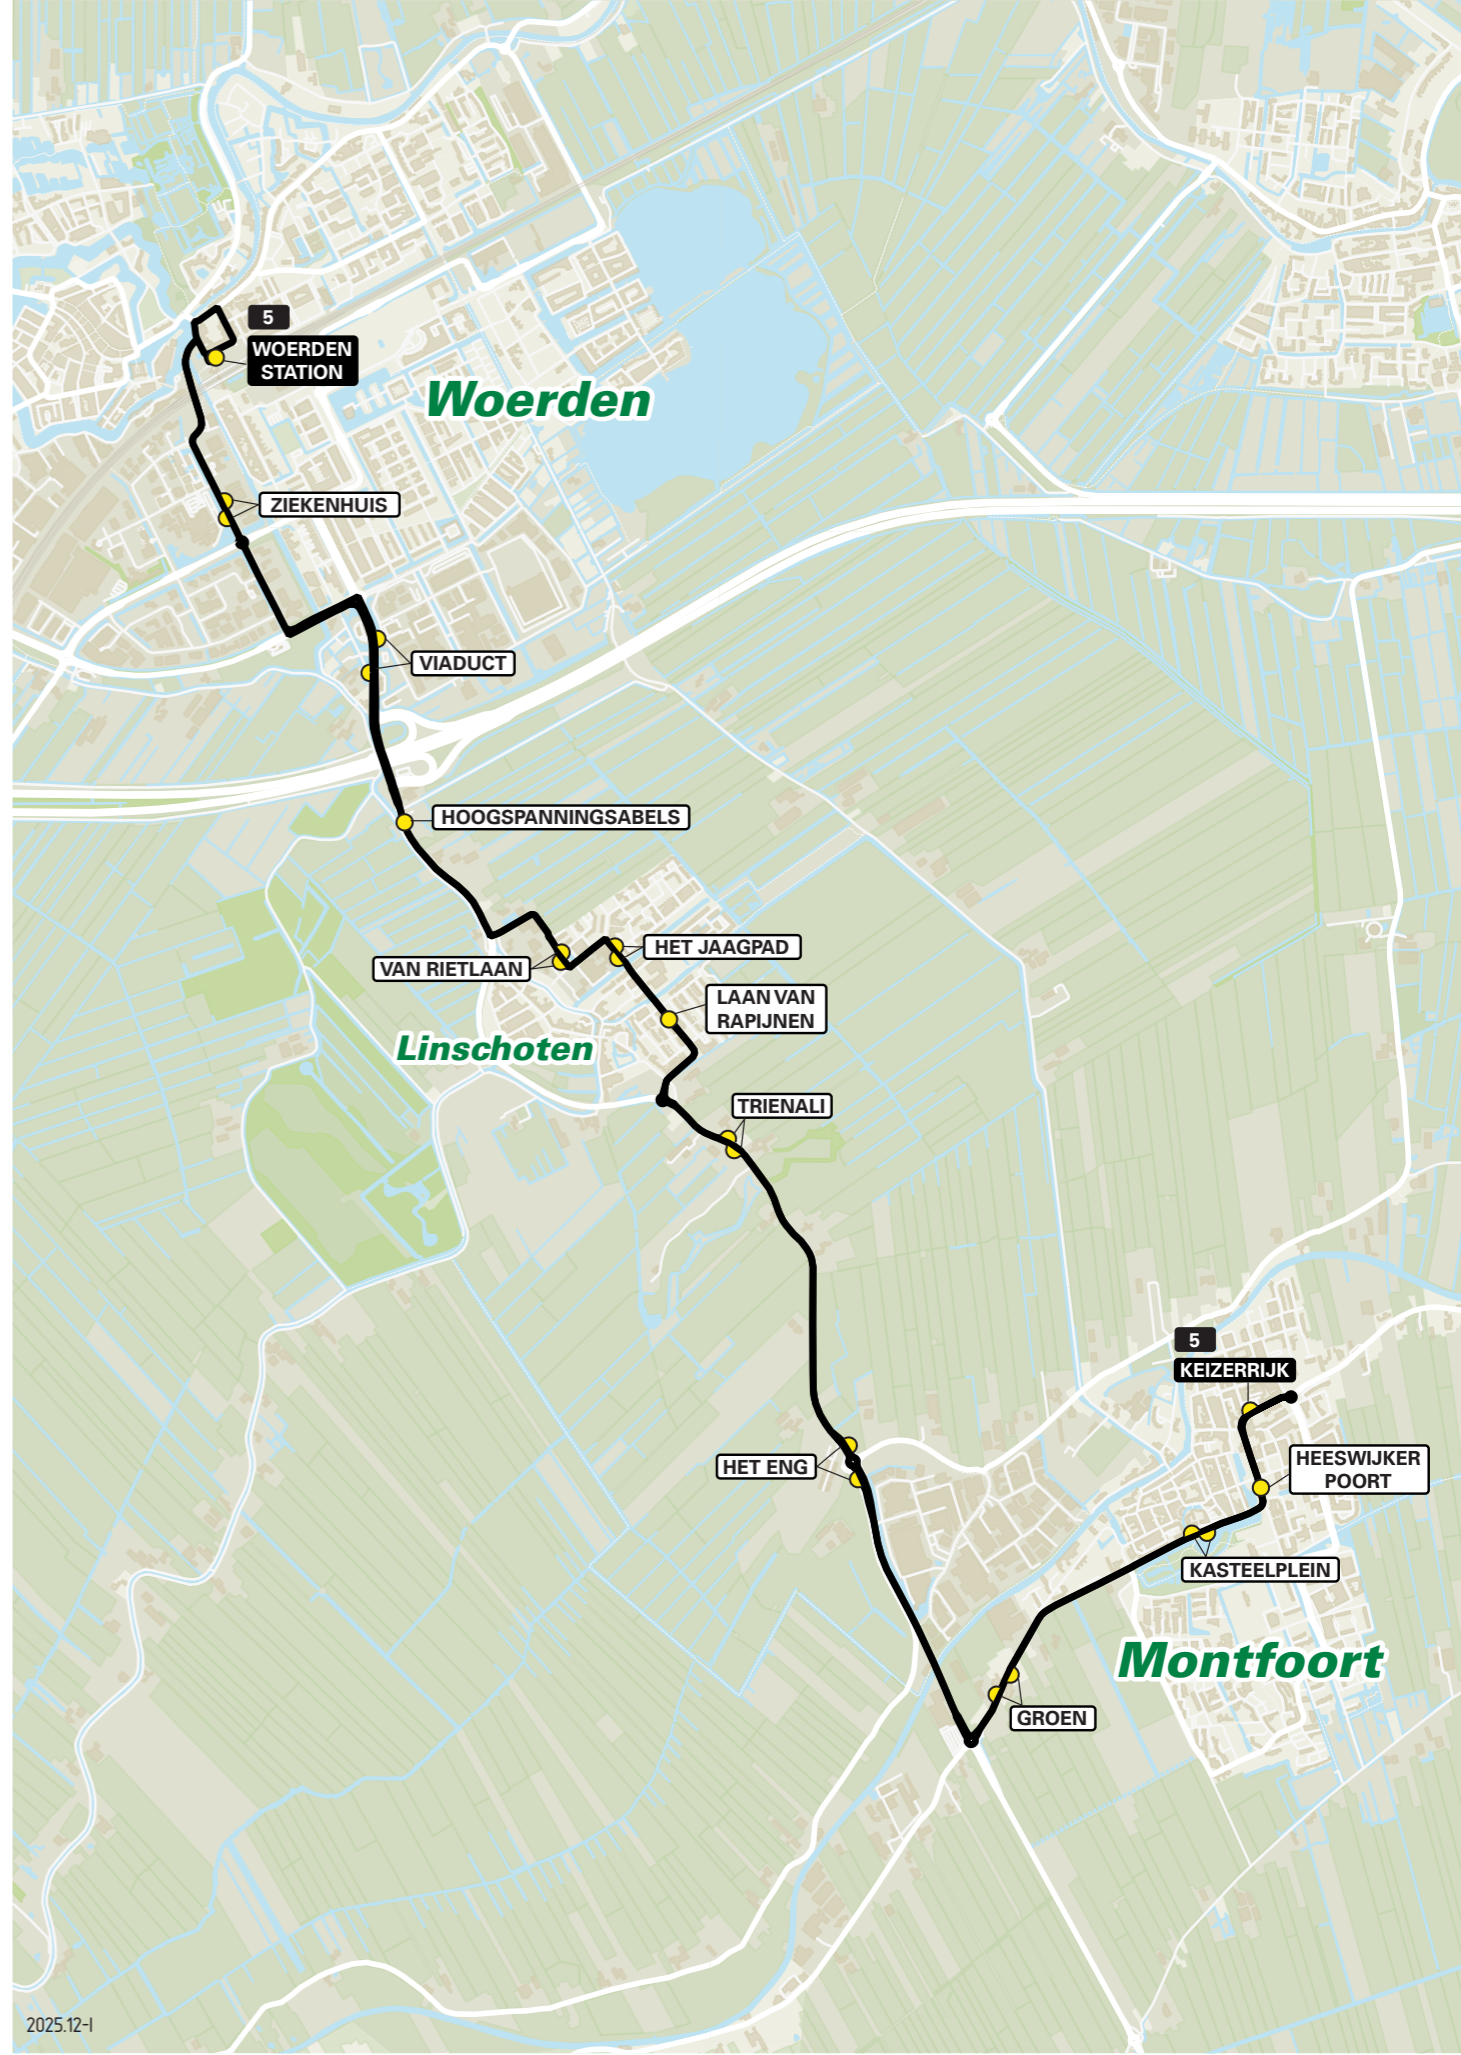 5
WOERDEN
STATION
Woerden
ZIEKENHUIS
VIADUCT
HOOGSPANNINGSABELS
HET JAAGPAD
VAN RIETLAAN
LAAN VAN
RAPIJNEN
Linschoten
TRIENALI
5
KEIZERRIJK
HET ENG
HEESWIJKER
POORT
KASTEELPLEIN
Montfoort
GROEN
2025.12-I